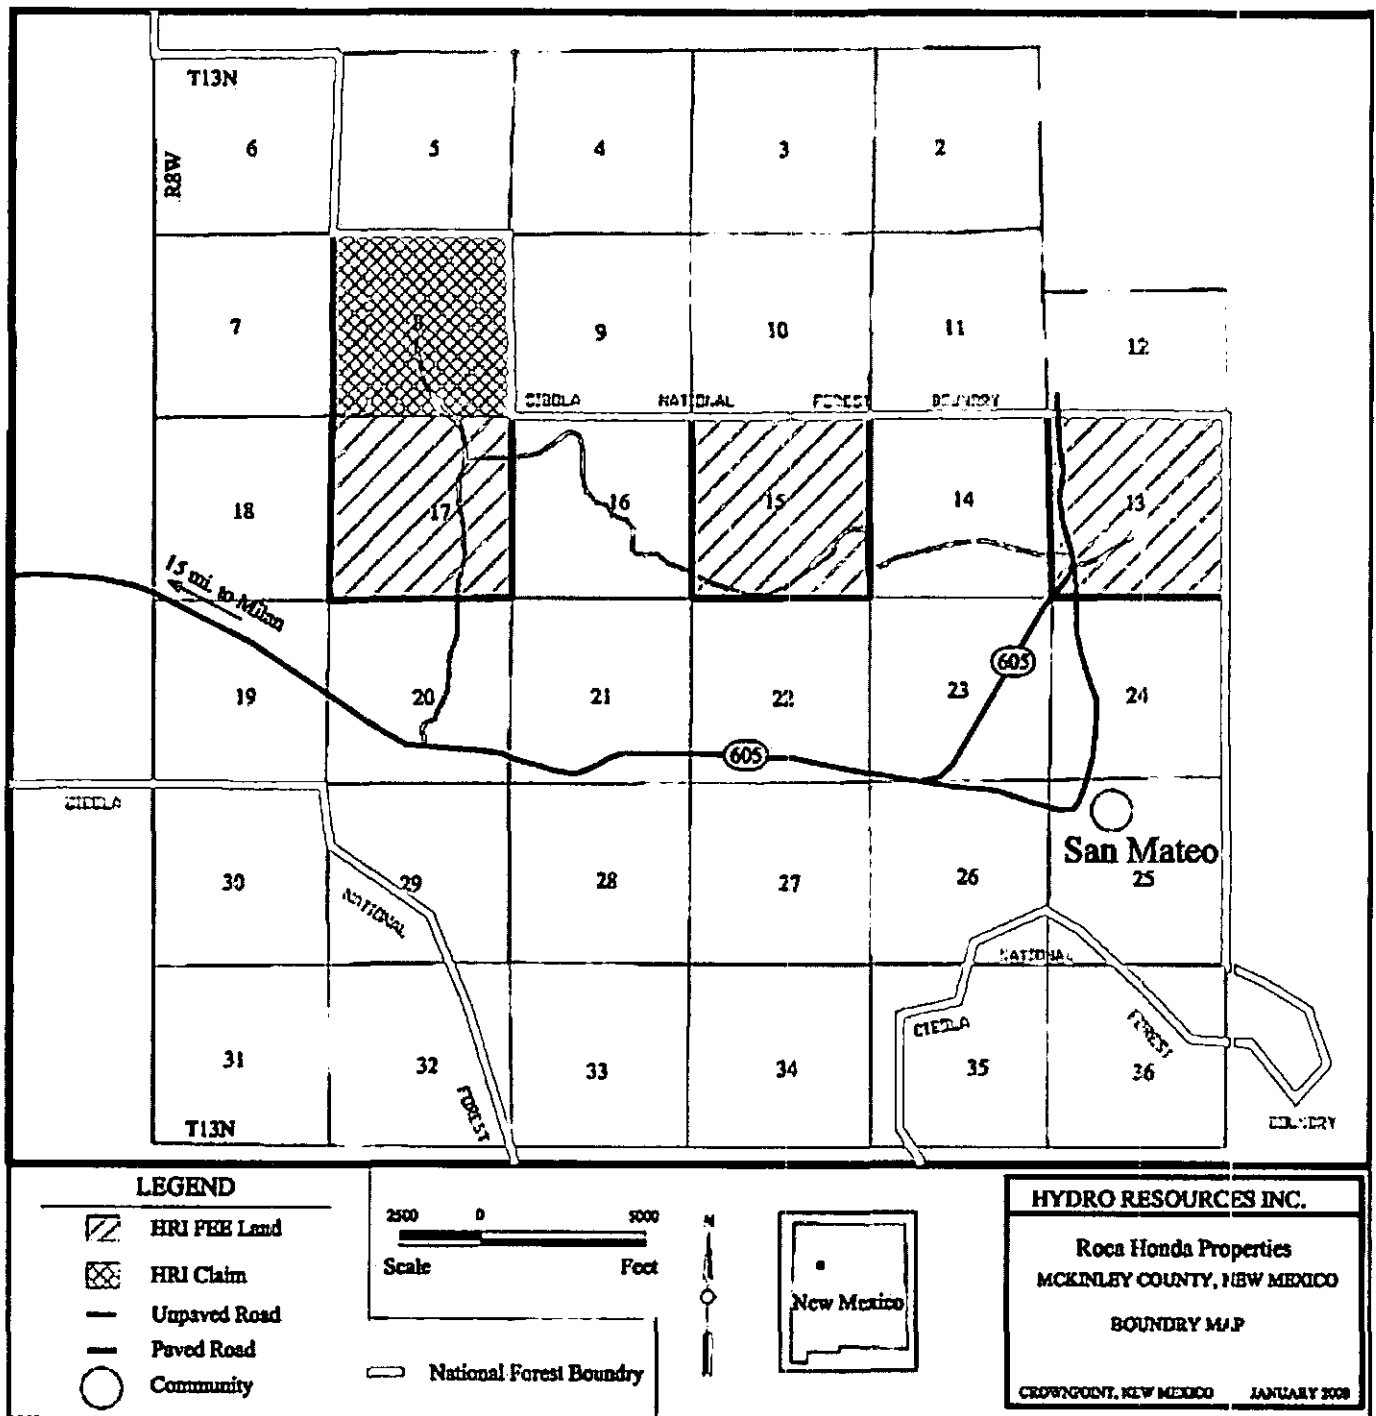 T13N
R8W
6
5
4
3
2
7
8
9
10
11
12
CIBOLA NATIONAL FOREST BOUNDRY
18
17
16
15
14
13
15 mi. to Milan
605
19
20
21
22
23
24
605
CIBOLA
San Mateo
30
29
28
27
26
25
NATIONAL
NATIONAL
CIBOLA
FOREST
31
32
33
34
35
36
FOREST
BOUNDRY
T13N
LEGEND
HRI FEE Land
HRI Claim
Unpaved Road
Paved Road
Community
2500 0 5000
Scale Feet
National Forest Boundry
N
New Mexico
HYDRO RESOURCES INC.
Roca Honda Properties
MCKINLEY COUNTY, NEW MEXICO
BOUNDRY MAP
CROWNPOINT, NEW MEXICO JANUARY 2008